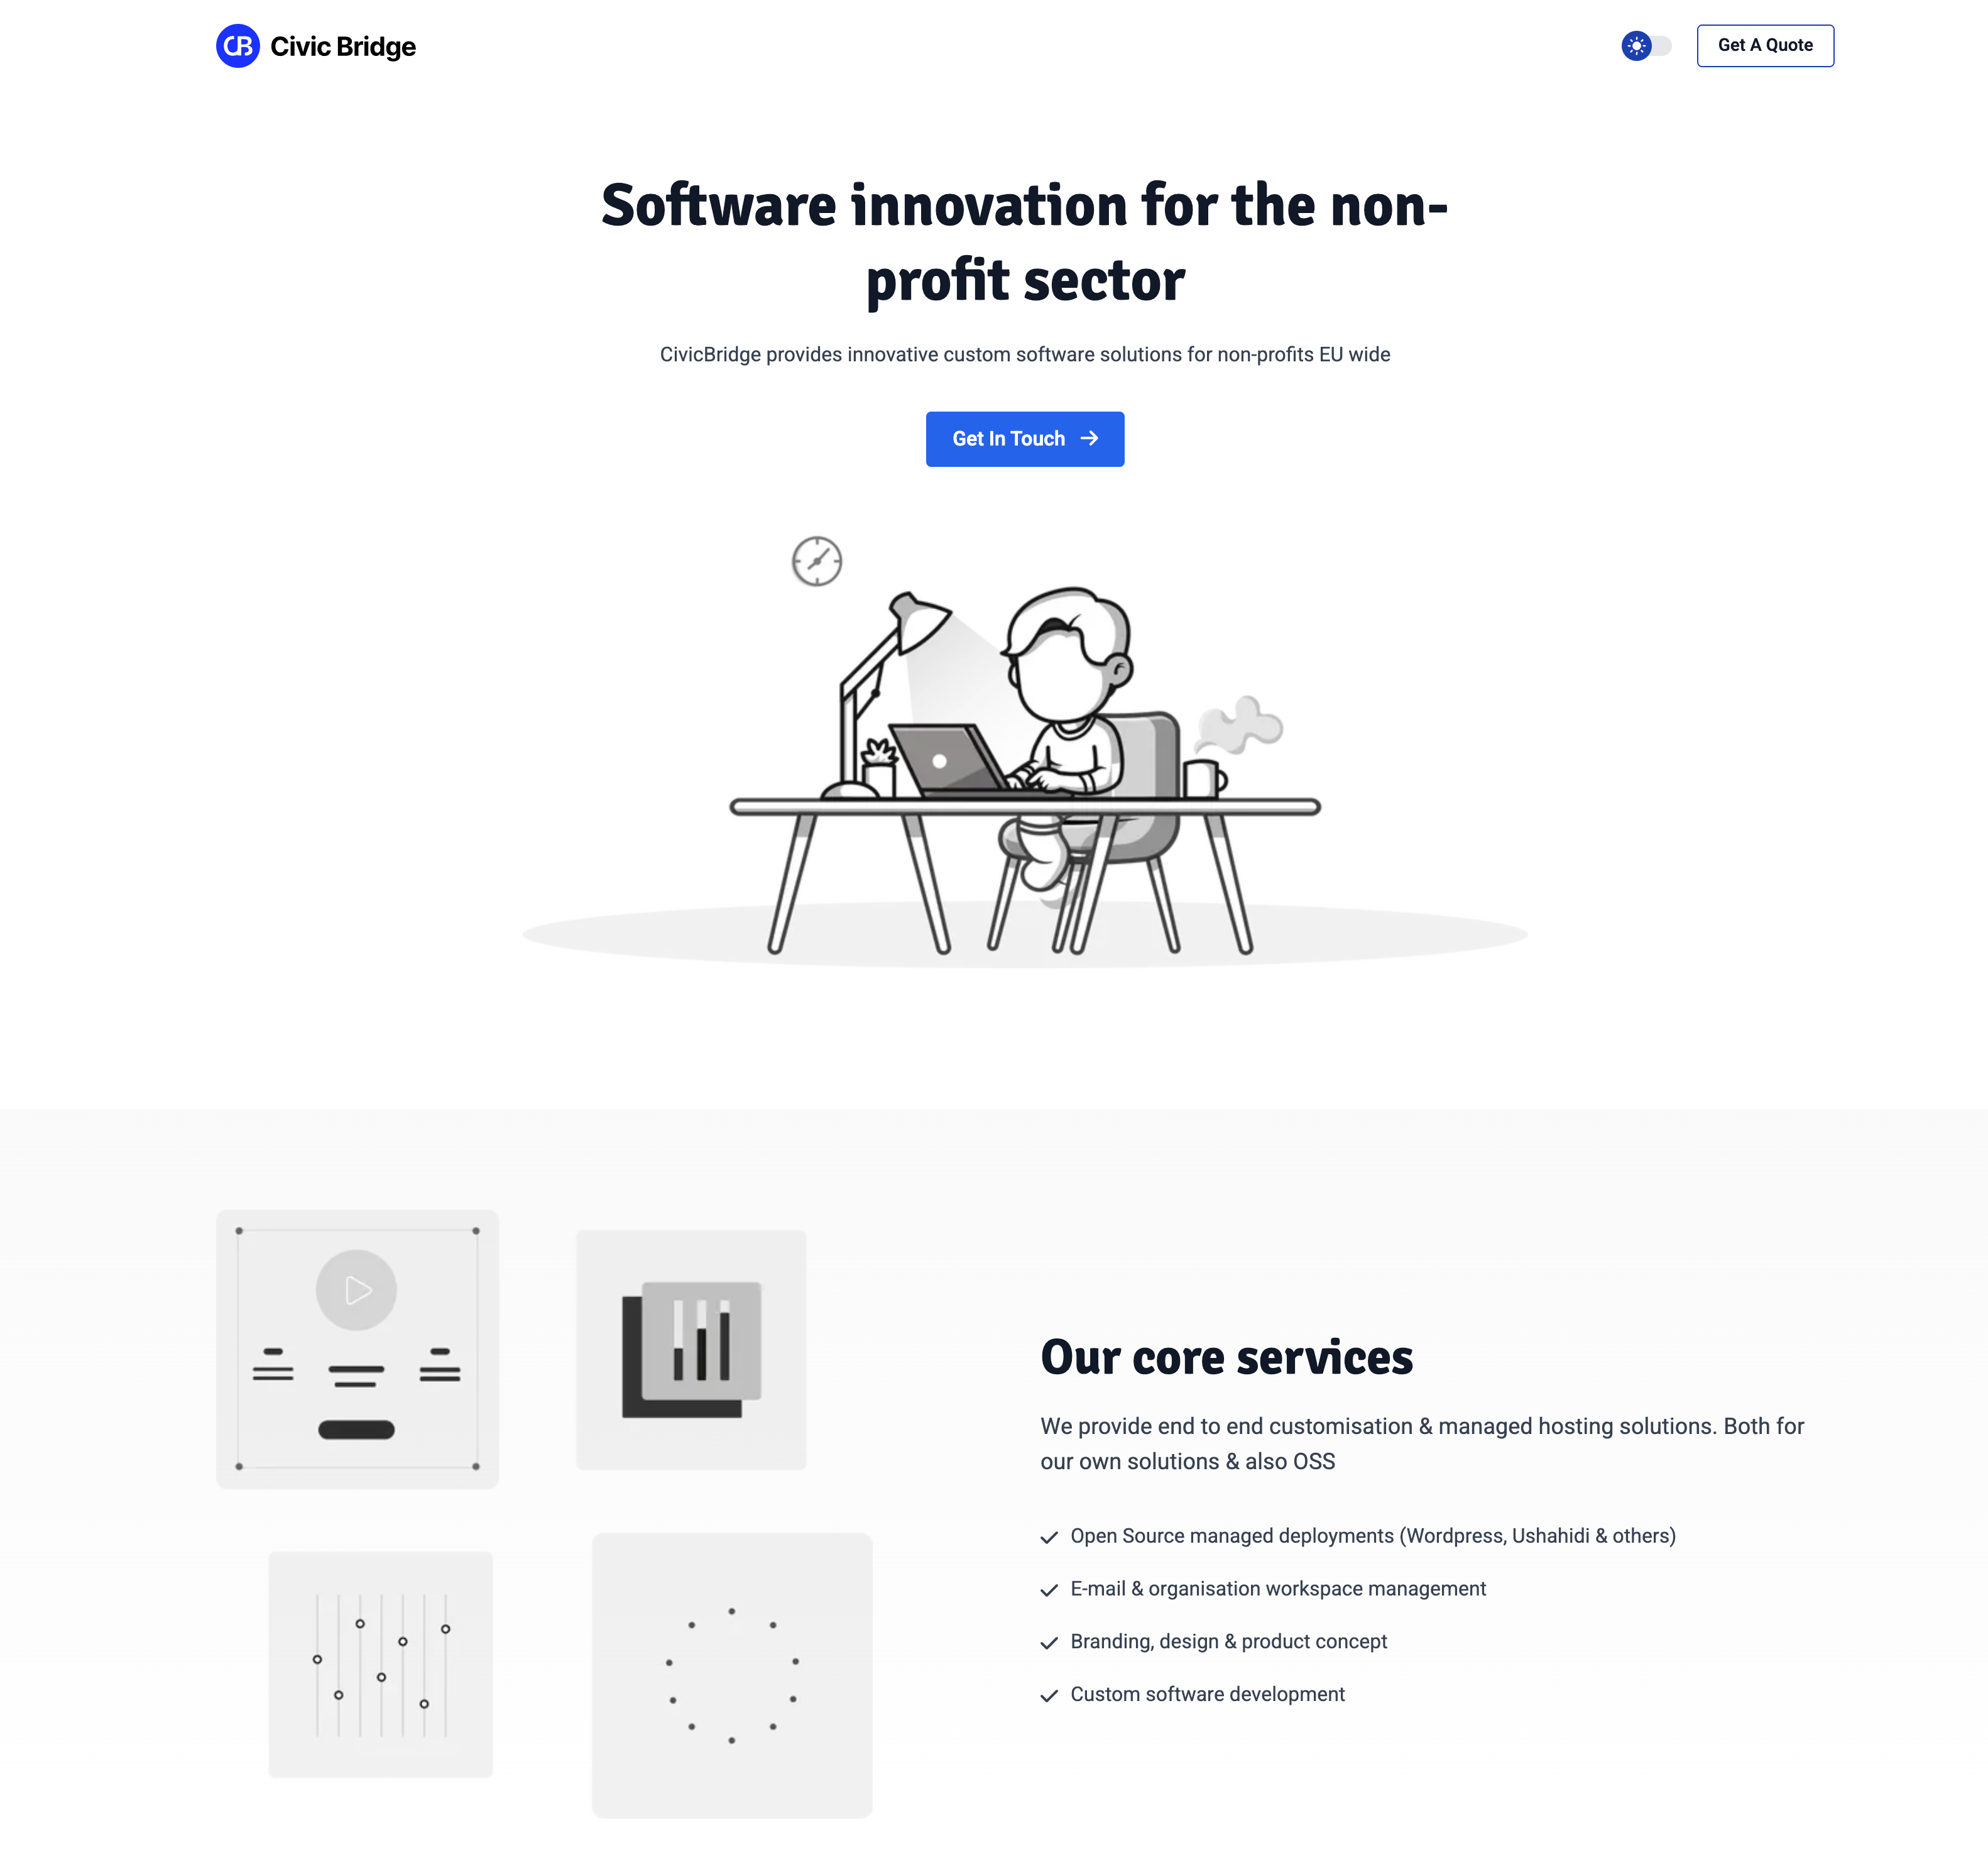 CB Civic Bridge
Get A Quote
Software innovation for the non-
profit sector
CivicBridge provides innovative custom software solutions for non-profits EU wide
Get In Touch
Our core services
We provide end to end customisation & managed hosting solutions. Both for
our own solutions & also OSS
Open Source managed deployments (Wordpress, Ushahidi & others)
E-mail & organisation workspace management
Branding, design & product concept
Custom software development